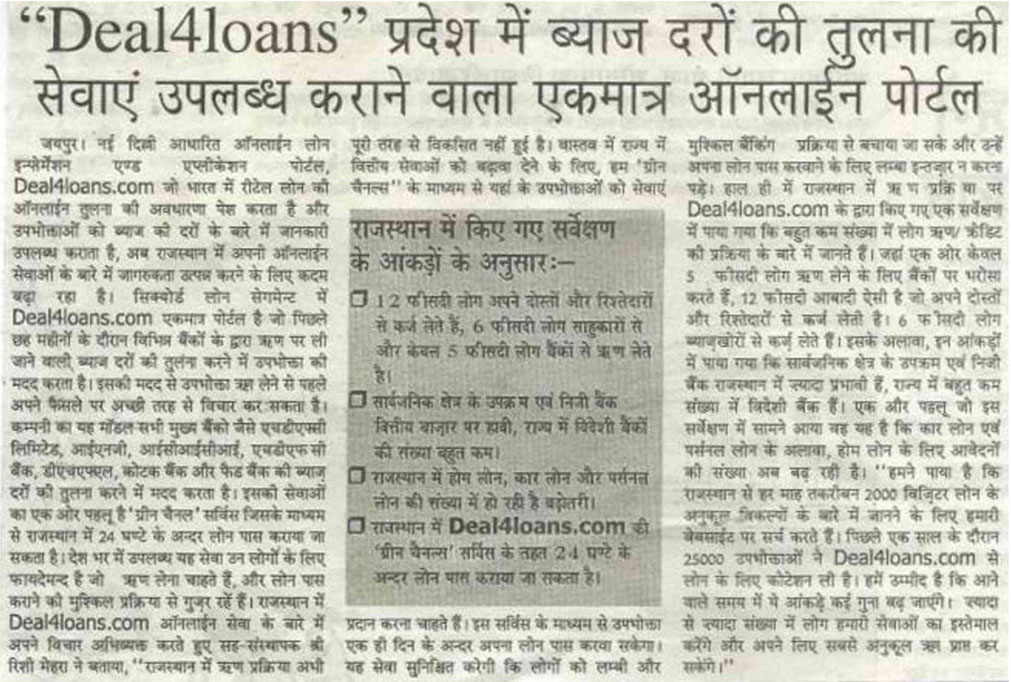 “Deal4loans” प्रदेश में ब्याज दरों की तुलना की
सेवाएं उपलब्ध कराने वाला एकमात्र ऑनलाईन पोर्टल
जयपुर। नई दिल्ली आधारित ऑनलाईन लोन
इन्फोर्मेशन एण्ड एप्लीकेशन पोर्टल,
Deal4loans.com जो भारत में रीटेल लोन की
ऑनलाईन तुलना की अवधारणा पेश करता है और
उपभोक्ताओं को ब्याज की दरों के बारे में जानकारी
उपलब्ध कराता है, अब राजस्थान में अपनी ऑनलाईन
सेवाओं के बारे में जागरुकता उत्पन्न करने के लिए कदम
बढ़ा रहा है। सिक्योर्ड लोन सेगमेन्ट में
Deal4loans.com एकमात्र पोर्टल है जो पिछले
छह महीनों के दौरान विभिन्न बैंकों के द्वारा ऋण पर ली
जाने वाली ब्याज दरों की तुलना करने में उपभोक्ता की
मदद करता है। इसकी मदद से उपभोक्ता ऋण लेने से पहले
अपने फैसले पर अच्छी तरह से विचार कर सकता है।
कम्पनी का यह मॉडल सभी मुख्य बैंको जैसे एचडीएफसी
लिमिटेड, आईएनजी, आईसीआईसीआई, एचडीएफ सी
बैंक, डीएचएफएल, कोटक बैंक और फैड बैंक की ब्याज
दरों की तुलना करने में मदद करता है। इसकी सेवाओं
का एक ओर पहलू है ‘ग्रीन चैनल’ सर्विस जिसके माध्यम
से राजस्थान में 24 घण्टे के अन्दर लोन पास कराया जा
सकता है। देश भर में उपलब्ध यह सेवा उन लोगों के लिए
फायदेमन्द है जो ऋण लेना चाहते हैं, और लोन पास
कराने की मुश्किल प्रक्रिया से गुज़र रहें हैं। राजस्थान में
Deal4loans.com ऑनलाईन सेवा के बारे में
अपने विचार अभिव्यक्त करते हुए सह-संस्थापक श्री
रिशी मेहरा ने बताया, “राजस्थान में ऋण प्रक्रिया अभी
पूरी तरह से विकसित नहीं हुई है। वास्तव में राज्य में
वित्तीय सेवाओं को बढ़ावा देने के लिए, हम ‘ग्रीन
चैनल्स’’ के माध्यम से यहां के उपभोक्ताओं को सेवाएं
राजस्थान में किए गए सर्वेक्षण
के आंकड़ों के अनुसारः–
12 फीसदी लोग अपने दोस्तों और रिश्तेदारों
से कर्ज लेते हैं, 6 फीसदी लोग साहुकारों से
और केवल 5 फीसदी लोग बैंकों से ऋण लेते
है।
सार्वजनिक क्षेत्र के उपक्रम एवं निजी बैंक
वित्तीय बाज़ार पर हावी, राज्य में विदेशी बैंकों
की संख्या बहुत कम।
राजस्थान में होम लोन, कार लोन और पर्सनल
लोन की संख्या में हो रही है बढ़ोतरी।
राजस्थान में Deal4loans.com की
‘ग्रीन चैनल्स’ सर्विस के तहत 24 घण्टे के
अन्दर लोन पास कराया जा सकता है।
प्रदान करना चाहते हैं। इस सर्विस के माध्यम से उपभोक्ता
एक ही दिन के अन्दर अपना लोन पास करवा सकेगा।
यह सेवा सुनिश्चित करेगी कि लोगों को लम्बी और
मुश्किल बैंकिंग प्रक्रिया से बचाया जा सके और उन्हें
अपना लोन पास करवाने के लिए लम्बा इन्तज़ार न करना
पड़े। हाल ही में राजस्थान में ऋ ण प्रक्रि या पर
Deal4loans.com के द्वारा किए गए एक सर्वेक्षण
में पाया गया कि बहुत कम संख्या में लोग ऋण/ क्रेडिट
की प्रक्रिया के बारे में जानते हैं। जहां एक ओर केवल
5 फीसदी लोग ऋण लेने के लिए बैंकों पर भरोसा
करते हैं, 12 फीसदी आबादी ऐसी है जो अपने दोस्तों
और रिश्तेदारों से कर्ज लेती है। 6 फीसदी लोग
ब्याजखोरों से कर्ज़ लेते हैं। इसके अलावा, इन आंकड़ों
में पाया गया कि सार्वजनिक क्षेत्र के उपक्रम एवं निजी
बैंक राजस्थान में ज्यादा प्रभावी हैं, राज्य में बहुत कम
संख्या में विदेशी बैंक हैं। एक और पहलू जो इस
सर्वेक्षण में सामने आया वह यह है कि कार लोन एवं
पर्सनल लोन के अलावा, होम लोन के लिए आवेदनों
की संख्या अब बढ़ रही है। “हमने पाया है कि
राजस्थान से हर माह तकरीबन 2000 विज़िटर लोन के
अनुकूल विकल्पों के बारे में जानने के लिए हमारी
वेबसाईट पर सर्च करते हैं। पिछले एक साल के दौरान
25000 उपभोक्ताओं ने Deal4loans.com से
लोन के लिए कोटेशन ली है। हमें उम्मीद है कि आने
वाले समय में ये आंकड़े कई गुना बढ़ जाएंगे। ज्यादा
से ज्यादा संख्या में लोग हमारी सेवाओं का इस्तेमाल
करेंगे और अपने लिए सबसे अनुकूल ऋण प्राप्त कर
सकेंगे।”